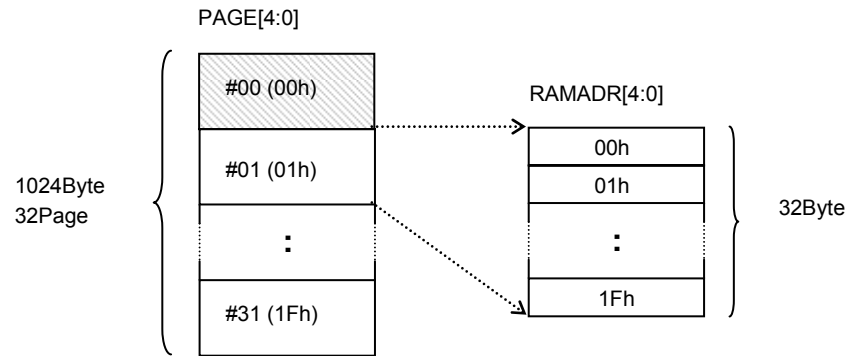 PAGE[4:0]
#00 (00h)
#01 (01h)
:
#31 (1Fh)
1024Byte
32Page
RAMADR[4:0]
00h
01h
:
1Fh
32Byte